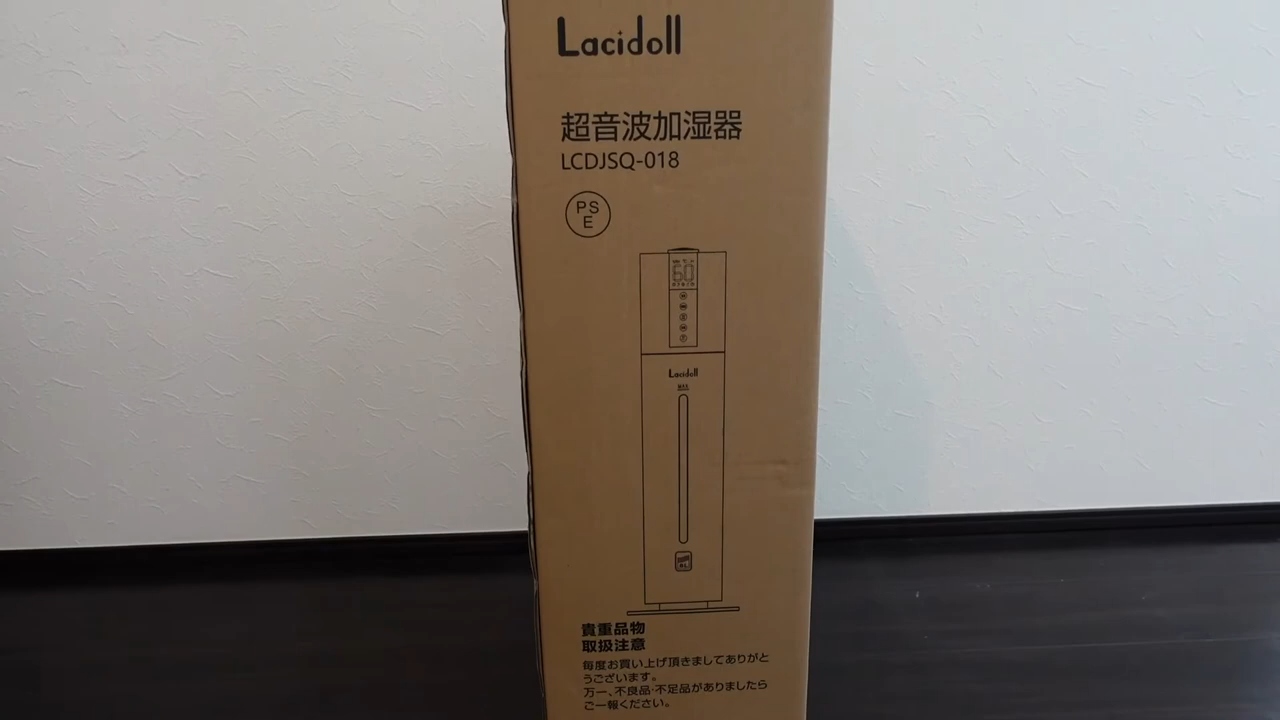 Lacidoll
超音波加湿器
LCDJSQ-018
PS
E
60
Lacidoll
MAX
8L
貴重品物
取扱注意
毎度お買い上げ頂きましてありがと
うございます。
万一、不良品・不足品がありましたら
ご一報ください。